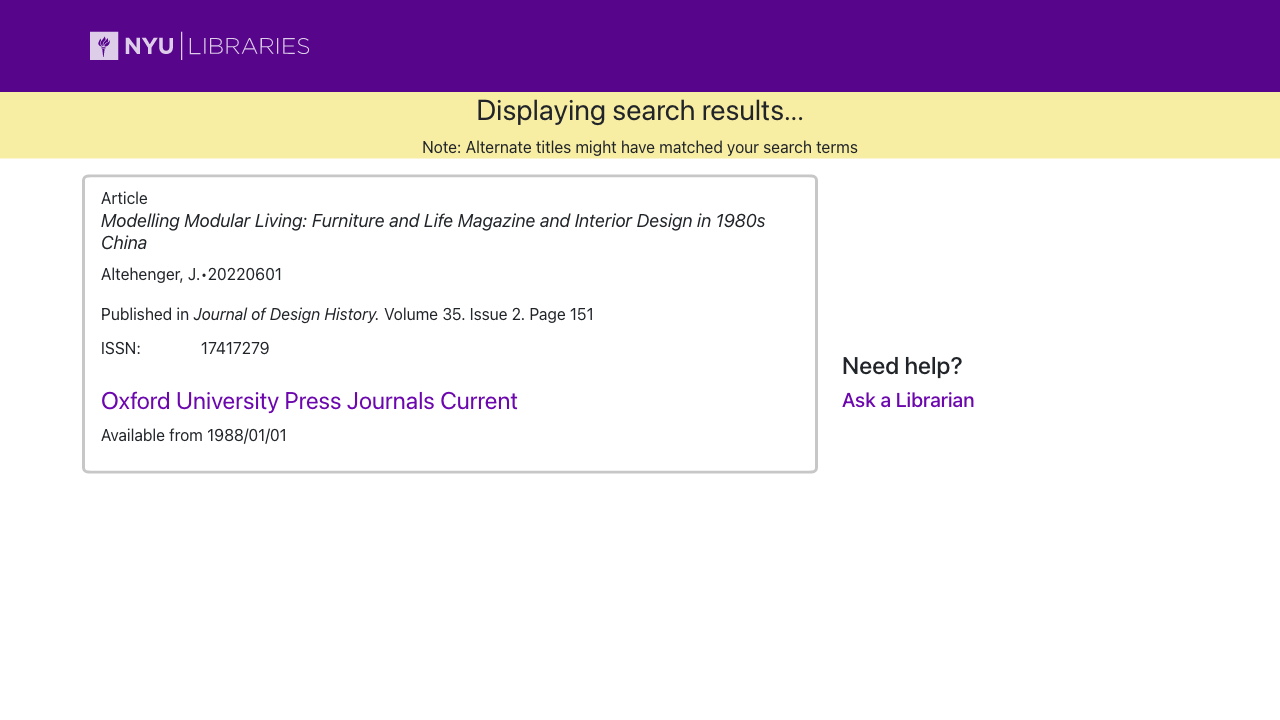 NYU LIBRARIES
Displaying search results...
Note: Alternate titles might have matched your search terms
Article
Modelling Modular Living: Furniture and Life Magazine and Interior Design in 1980s
China
Altehenger, J.•20220601
Published in Journal of Design History. Volume 35. Issue 2. Page 151
ISSN: 17417279
Oxford University Press Journals Current
Available from 1988/01/01
Need help?
Ask a Librarian